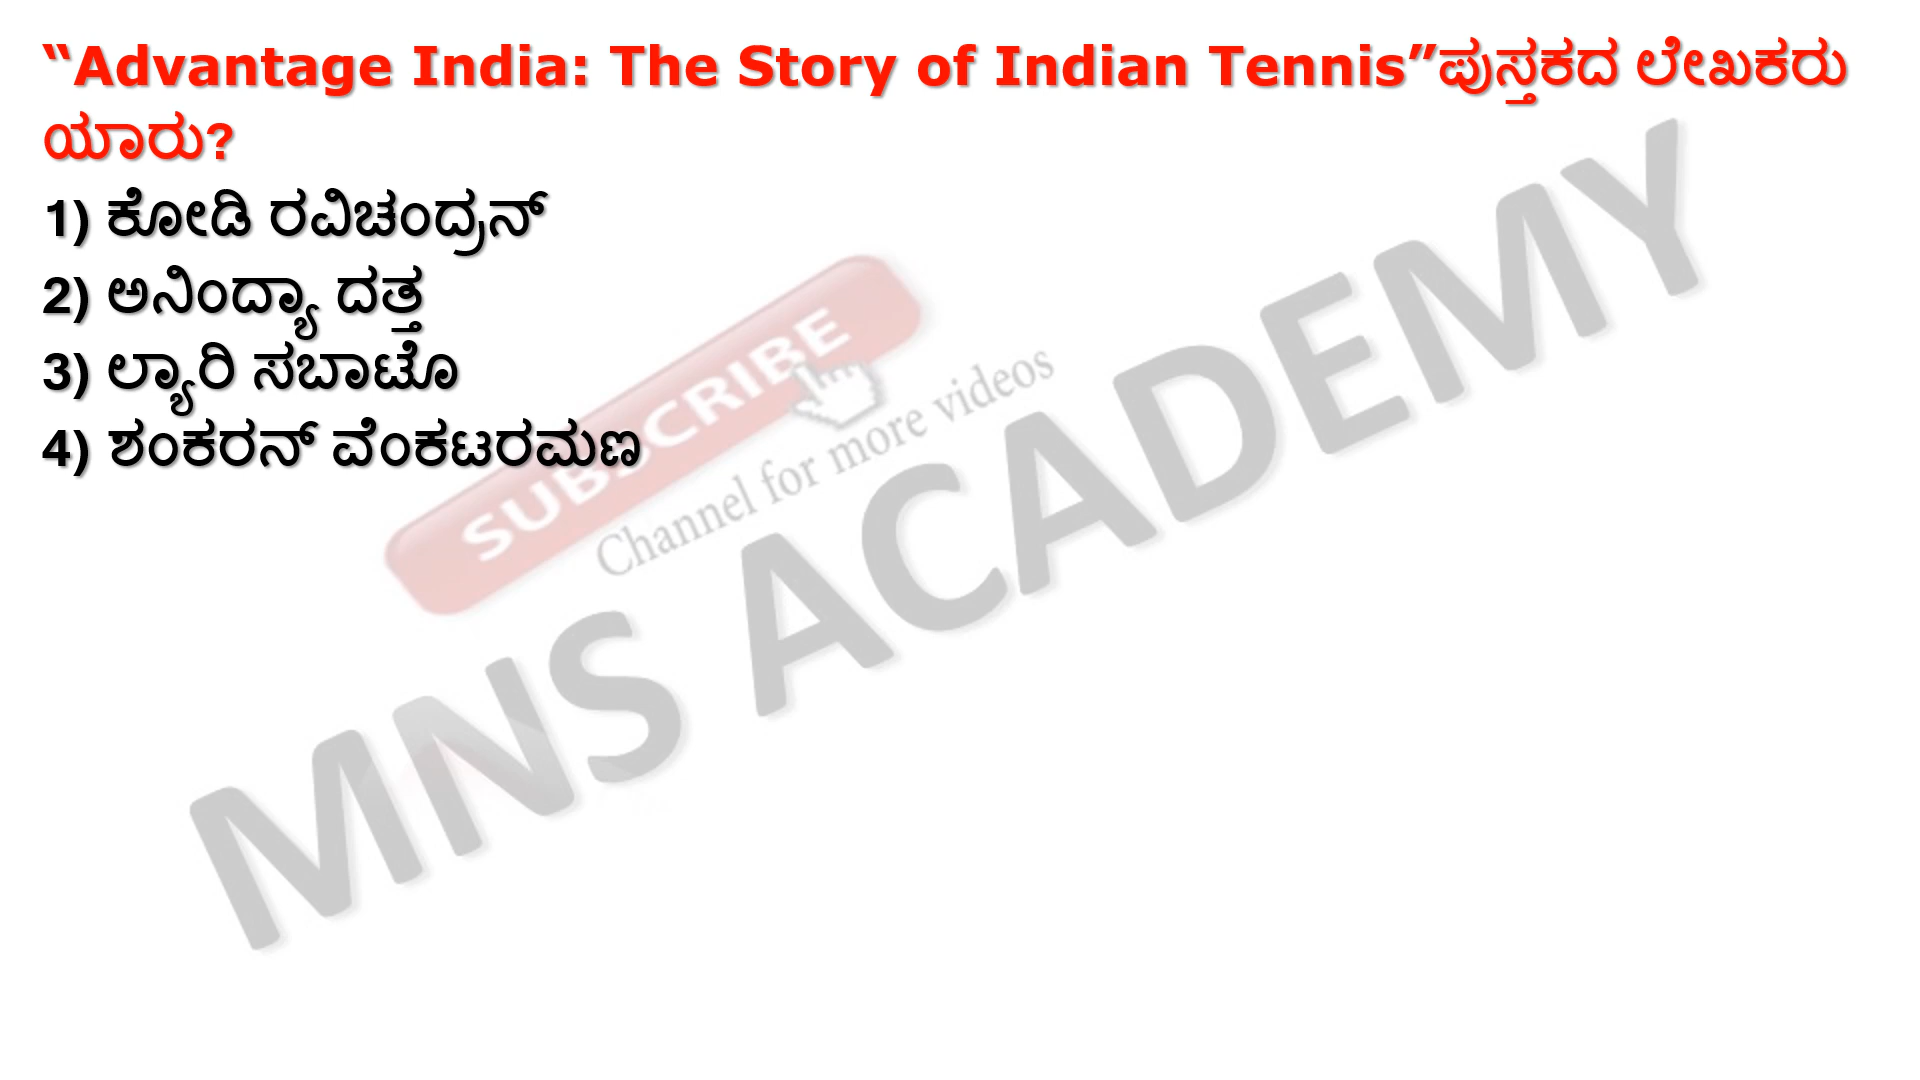 “Advantage India: The Story of Indian Tennis”ಪುಸ್ತಕದ ಲೇಖಕರು
ಯಾರು?
1) ಕೋಡಿ ರವಿಚಂದ್ರನ್
2) ಅನಿಂದ್ಯಾ ದತ್ತ
3) ಲ್ಯಾರಿ ಸಬಾಟೊ
4) ಶಂಕರನ್ ವೆಂಕಟರಮಣ
SUBSCRIBE
Channel for more videos
MNS ACADEMY